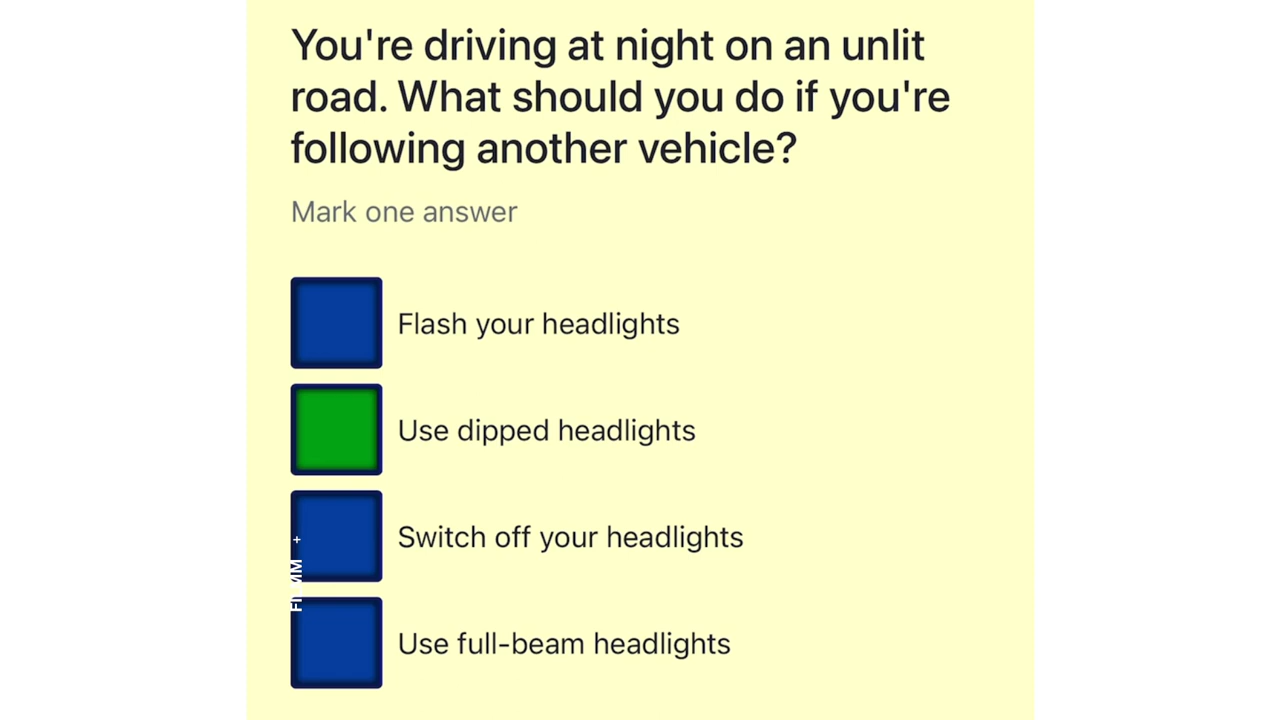 You're driving at night on an unlit
road. What should you do if you're
following another vehicle?
Mark one answer
Flash your headlights
Use dipped headlights
Switch off your headlights
Use full-beam headlights